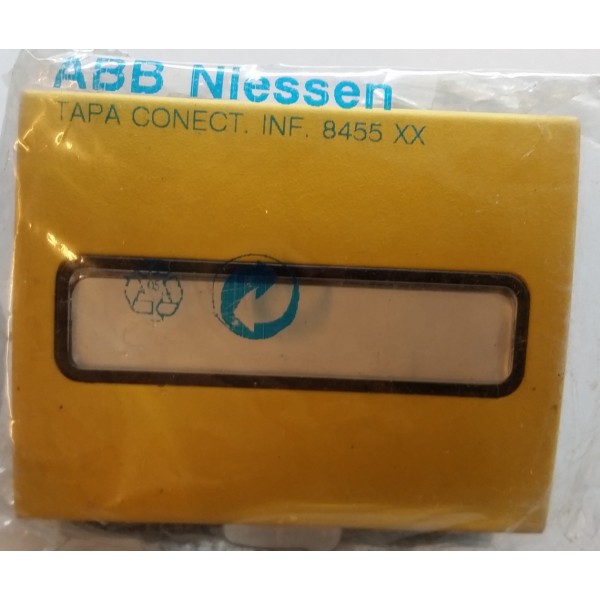 ABB Niessen
TAPA CONECT. INF. 8455 XX